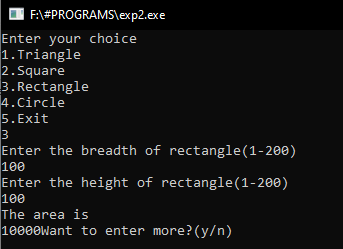 F:\#PROGRAMS\exp2.exe
Enter your choice
1.Triangle
2.Square
3.Rectangle
4.Circle
5.Exit
3
Enter the breadth of rectangle(1-200)
100
Enter the height of rectangle(1-200)
100
The area is
10000Want to enter more?(y/n)